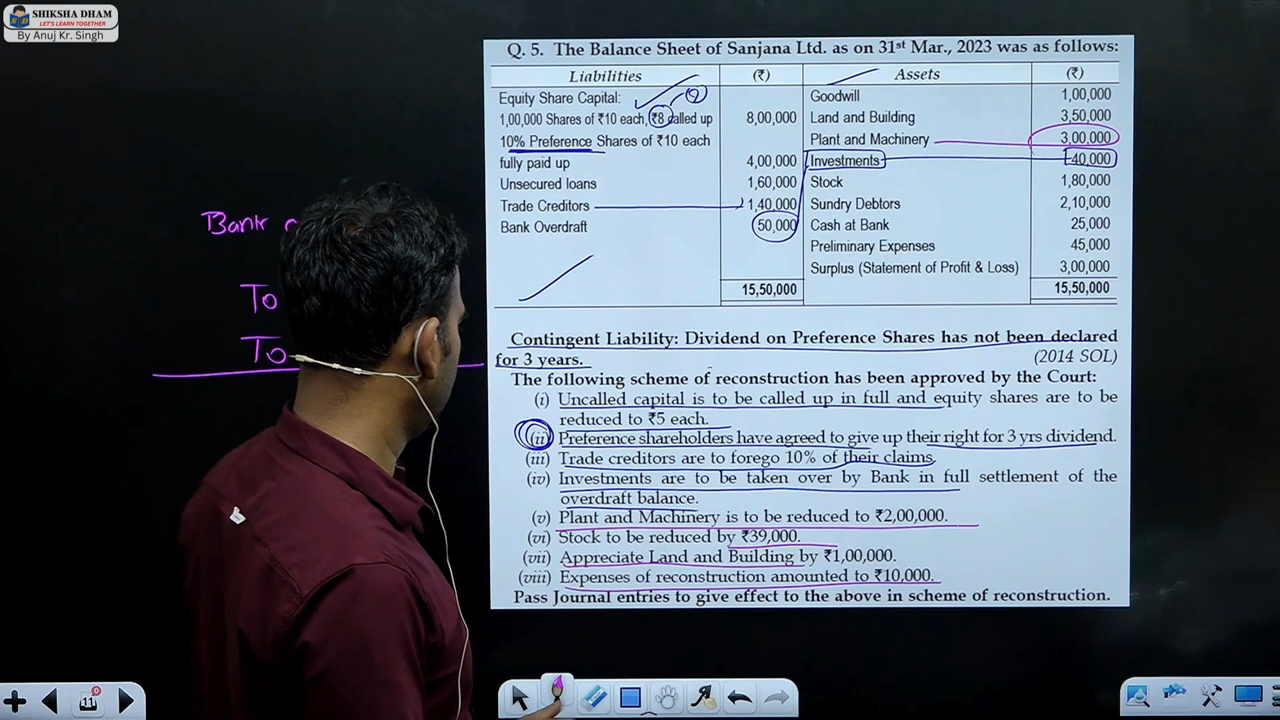 SHIKSHA DHAM
LET'S LEARN TOGETHER
By Anuj Kr. Singh
Bank
To
To
Q. 5. The Balance Sheet of Sanjana Ltd. as on 31st Mar., 2023 was as follows:
Liabilities (₹) Assets (₹)
Equity Share Capital: Goodwill 1,00,000
1,00,000 Shares of ₹10 each, ₹8 called up 8,00,000 Land and Building 3,50,000
10% Preference Shares of ₹10 each Plant and Machinery 3,00,000
fully paid up 4,00,000 Investments 40,000
Unsecured loans 1,60,000 Stock 1,80,000
Trade Creditors 1,40,000 Sundry Debtors 2,10,000
Bank Overdraft 50,000 Cash at Bank 25,000
Preliminary Expenses 45,000
Surplus (Statement of Profit & Loss) 3,00,000
15,50,000 15,50,000
Contingent Liability: Dividend on Preference Shares has not been declared
for 3 years. (2014 SOL)
The following scheme of reconstruction has been approved by the Court:
(i) Uncalled capital is to be called up in full and equity shares are to be
reduced to ₹5 each.
(ii) Preference shareholders have agreed to give up their right for 3 yrs dividend.
(iii) Trade creditors are to forego 10% of their claims.
(iv) Investments are to be taken over by Bank in full settlement of the
overdraft balance.
(v) Plant and Machinery is to be reduced to ₹2,00,000.
(vi) Stock to be reduced by ₹39,000.
(vii) Appreciate Land and Building by ₹1,00,000.
(viii) Expenses of reconstruction amounted to ₹10,000.
Pass Journal entries to give effect to the above in scheme of reconstruction.
11
0